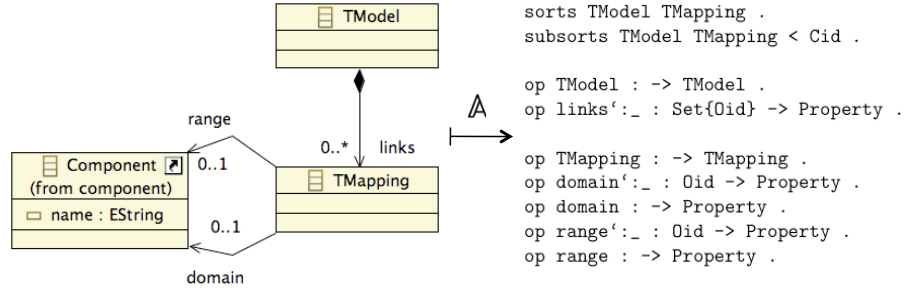 TModel
range
0..1
0..*
links
Component
(from component)
name : EString
TMapping
0..1
domain
𝔸
sorts TModel TMapping .
subsorts TModel TMapping < Cid .
op TModel : -> TModel .
op links‘:_ : Set{Oid} -> Property .
op TMapping : -> TMapping .
op domain‘:_ : Oid -> Property .
op domain : -> Property .
op range‘:_ : Oid -> Property .
op range : -> Property .